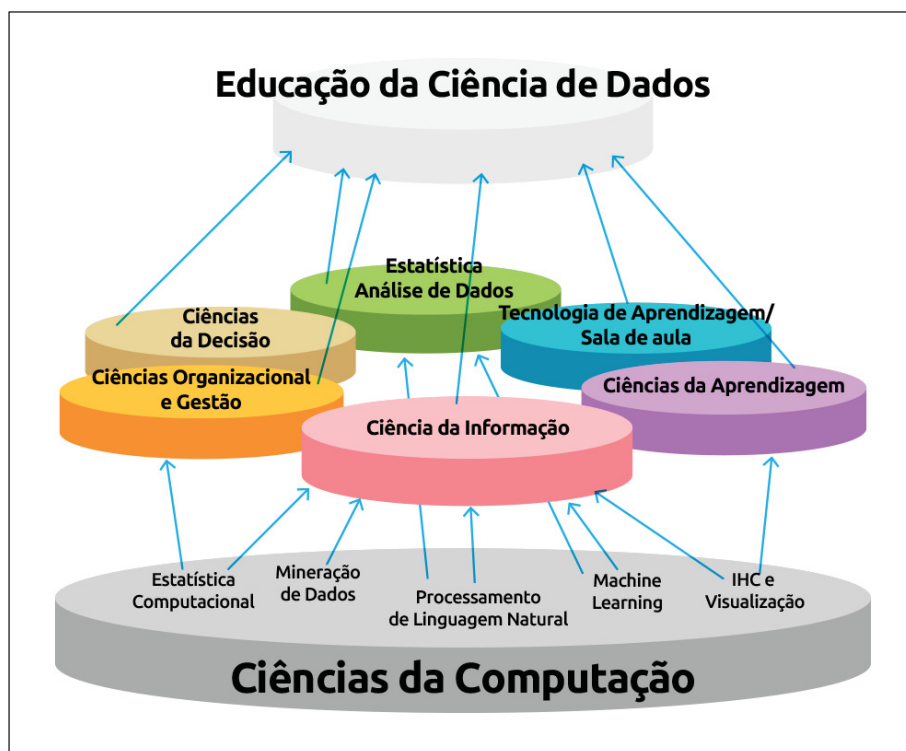 Educação da Ciência de Dados
Estatística
Análise de Dados
Ciências
da Decisão
Tecnologia de Aprendizagem/
Sala de aula
Ciências Organizacional
e Gestão
Ciências da Aprendizagem
Ciência da Informação
Estatística
Computacional
Mineração
de Dados
Processamento
de Linguagem Natural
Machine
Learning
IHC e
Visualização
Ciências da Computação